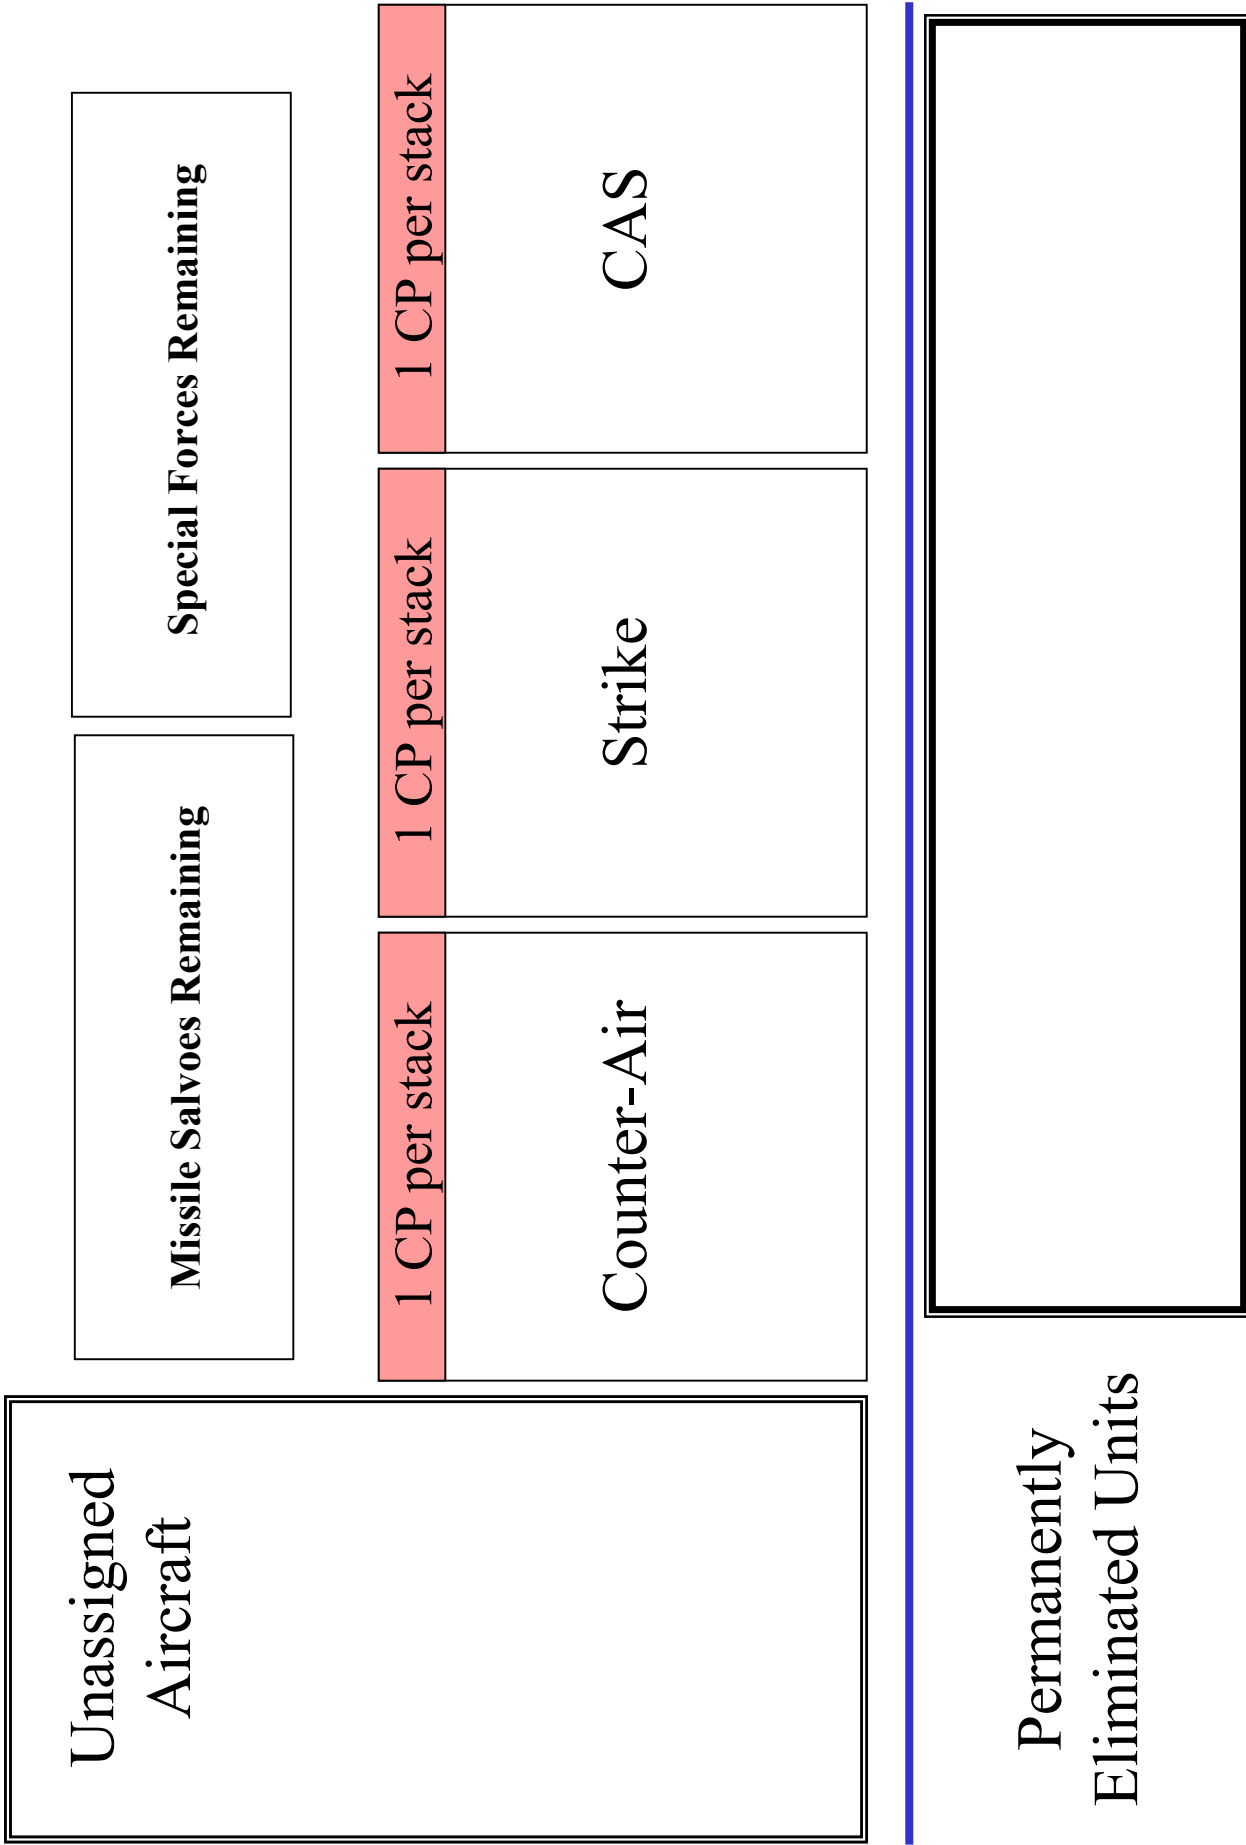 Unassigned
Aircraft
Missile Salvoes Remaining
Special Forces Remaining
1 CP per stack
1 CP per stack
1 CP per stack
Counter-Air
Strike
CAS
Permanently
Eliminated Units